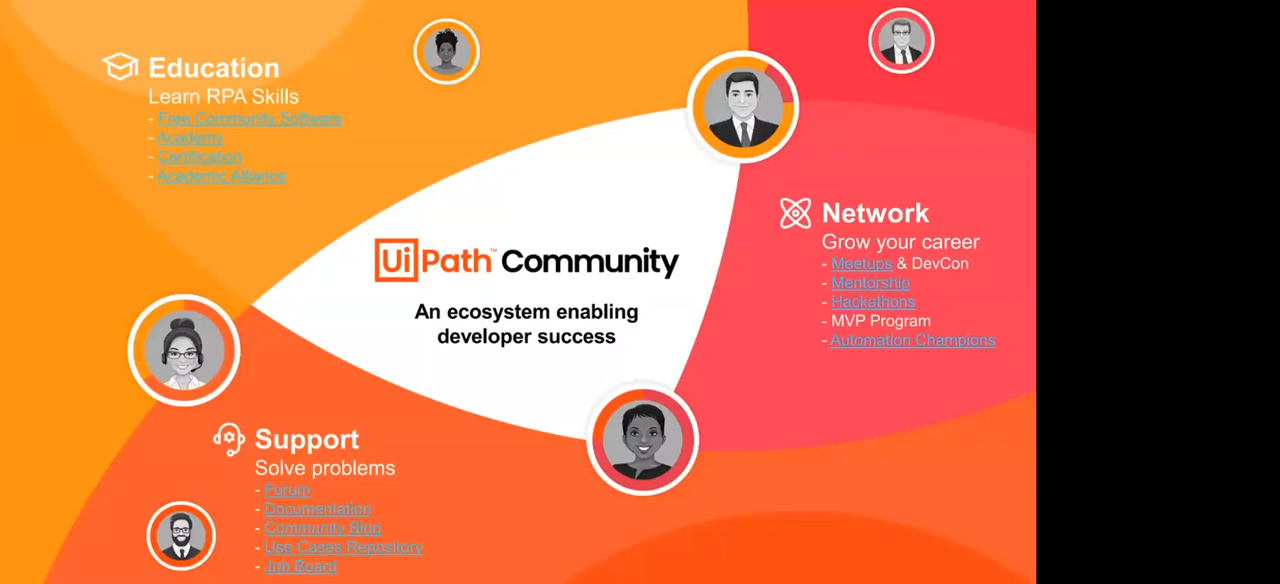 Education
Learn RPA Skills
- Free Community Software
- Academy
- Certification
- Academic Alliance
Network
Grow your career
- Meetups & DevCon
- Mentorship
- Hackathons
- MVP Program
- Automation Champions
UiPath™ Community
An ecosystem enabling
developer success
Support
Solve problems
- Forum
- Documentation
- Community Blog
- Use Cases Repository
- Job Board